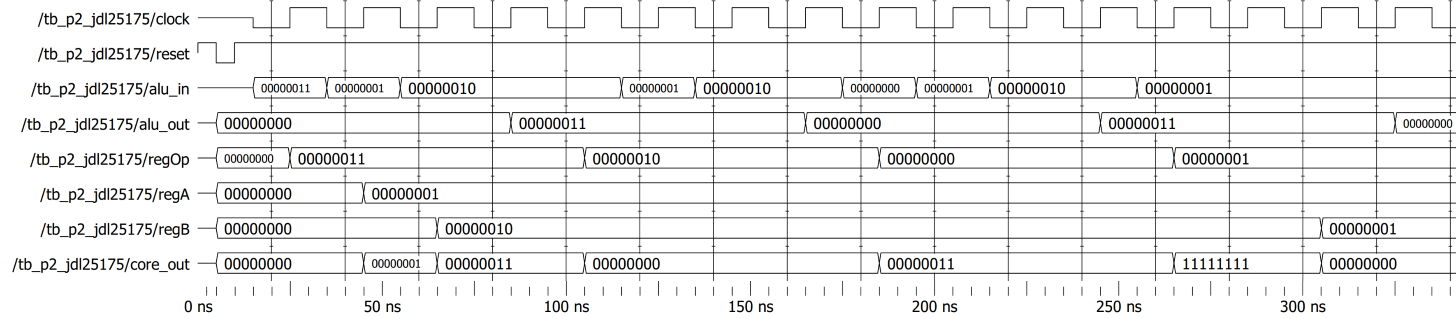 /tb_p2_jdl25175/clock
/tb_p2_jdl25175/reset
/tb_p2_jdl25175/alu_in 00000011 00000001 00000010 00000001 00000010 00000000 00000001 00000010 00000001
/tb_p2_jdl25175/alu_out 00000000 00000011 00000000 00000011 00000000
/tb_p2_jdl25175/regOp 00000000 00000011 00000010 00000000 00000001
/tb_p2_jdl25175/regA 00000000 00000001
/tb_p2_jdl25175/regB 00000000 00000010 00000001
/tb_p2_jdl25175/core_out 00000000 00000001 00000011 00000000 00000011 11111111 00000000
0 ns 50 ns 100 ns 150 ns 200 ns 250 ns 300 ns